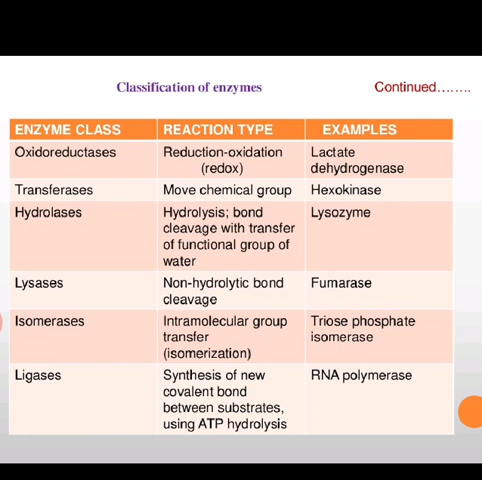 Classification of enzymes
Continued……..
ENZYME CLASS REACTION TYPE EXAMPLES
Oxidoreductases Reduction-oxidation Lactate
(redox) dehydrogenase
Transferases Move chemical group Hexokinase
Hydrolases Hydrolysis; bond Lysozyme
cleavage with transfer
of functional group of
water
Lysases Non-hydrolytic bond Fumarase
cleavage
Isomerases Intramolecular group Triose phosphate
transfer isomerase
(isomerization)
Ligases Synthesis of new RNA polymerase
covalent bond
between substrates,
using ATP hydrolysis